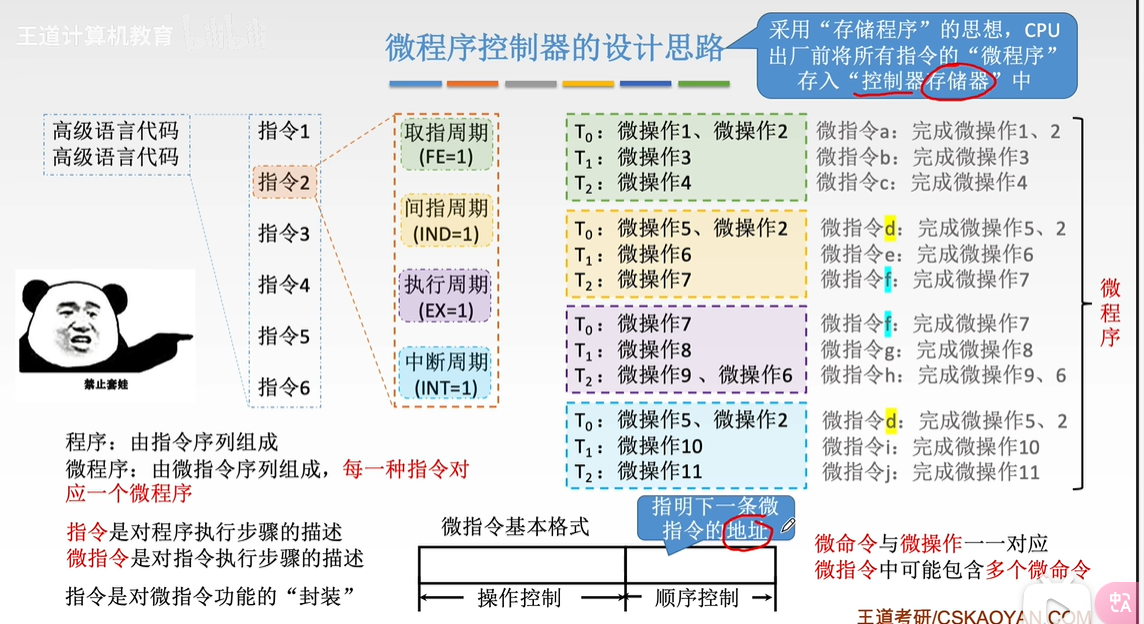 王道计算机教育
微程序控制器的设计思路
采用“存储程序”的思想，CPU
出厂前将所有指令的“微程序”
存入“控制器存储器”中
高级语言代码
高级语言代码
指令1
指令2
指令3
指令4
指令5
指令6
禁止套娃
取指周期
(FE=1)
间指周期
(IND=1)
执行周期
(EX=1)
中断周期
(INT=1)
T0：微操作1、微操作2
T1：微操作3
T2：微操作4
T0：微操作5、微操作2
T1：微操作6
T2：微操作7
T0：微操作7
T1：微操作8
T2：微操作9 、微操作6
T0：微操作5、微操作2
T1：微操作10
T2：微操作11
微指令a：完成微操作1、2
微指令b：完成微操作3
微指令c：完成微操作4
微指令d：完成微操作5、2
微指令e：完成微操作6
微指令f：完成微操作7
微指令f：完成微操作7
微指令g：完成微操作8
微指令h：完成微操作9、6
微指令d：完成微操作5、2
微指令i：完成微操作10
微指令j：完成微操作11
微程序
程序：由指令序列组成
微程序：由微指令序列组成，每一种指令对
应一个微程序
指令是对程序执行步骤的描述
微指令是对指令执行步骤的描述
指令是对微指令功能的“封装”
微指令基本格式
指明下一条微
指令的地址
操作控制
顺序控制
微命令与微操作一一对应
微指令中可能包含多个微命令
王道考研/CSKAOYAN.COM
中A